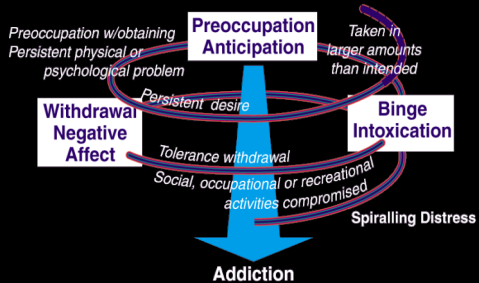 Preoccupation w/obtaining
Persistent physical or
psychological problem
Preoccupation
Anticipation
Taken in
larger amounts
than intended
Persistent desire
Withdrawal
Negative
Affect
Binge
Intoxication
Tolerance withdrawal
Social, occupational or recreational
activities compromised
Spiralling Distress
Addiction